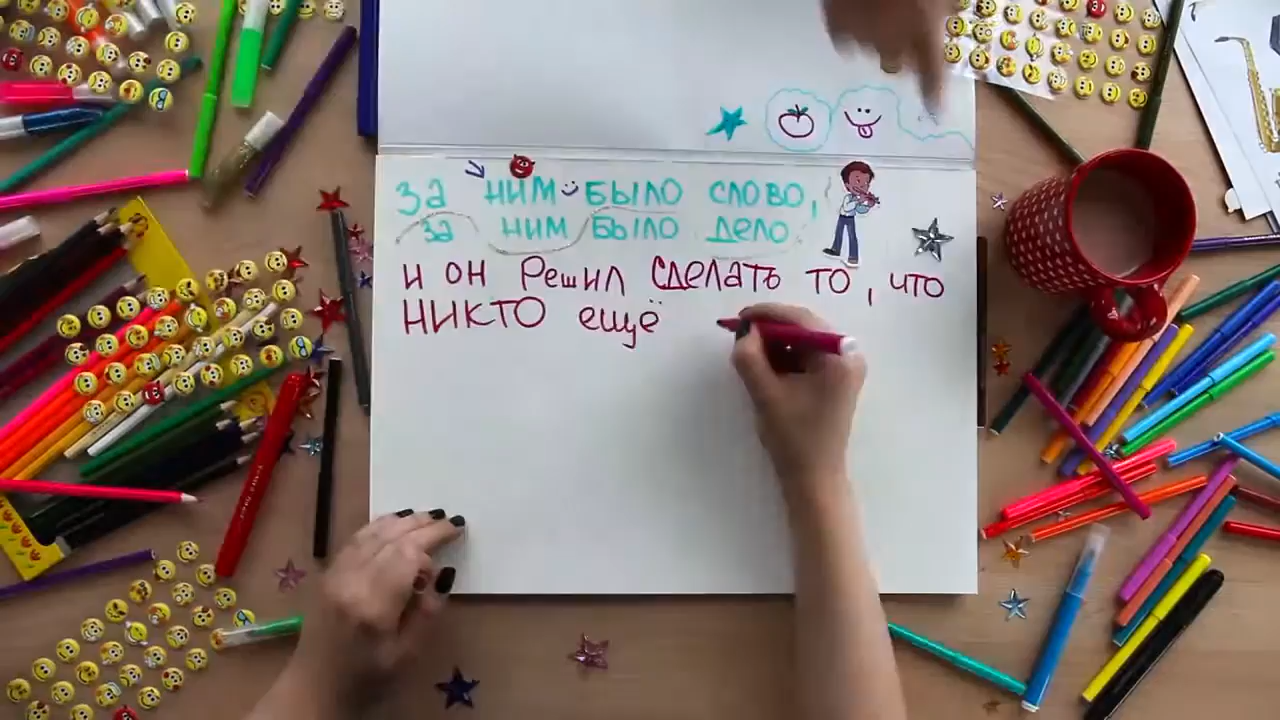 за ним было слово,
за ним было дело
и он решил сделать то, что
никто ещё